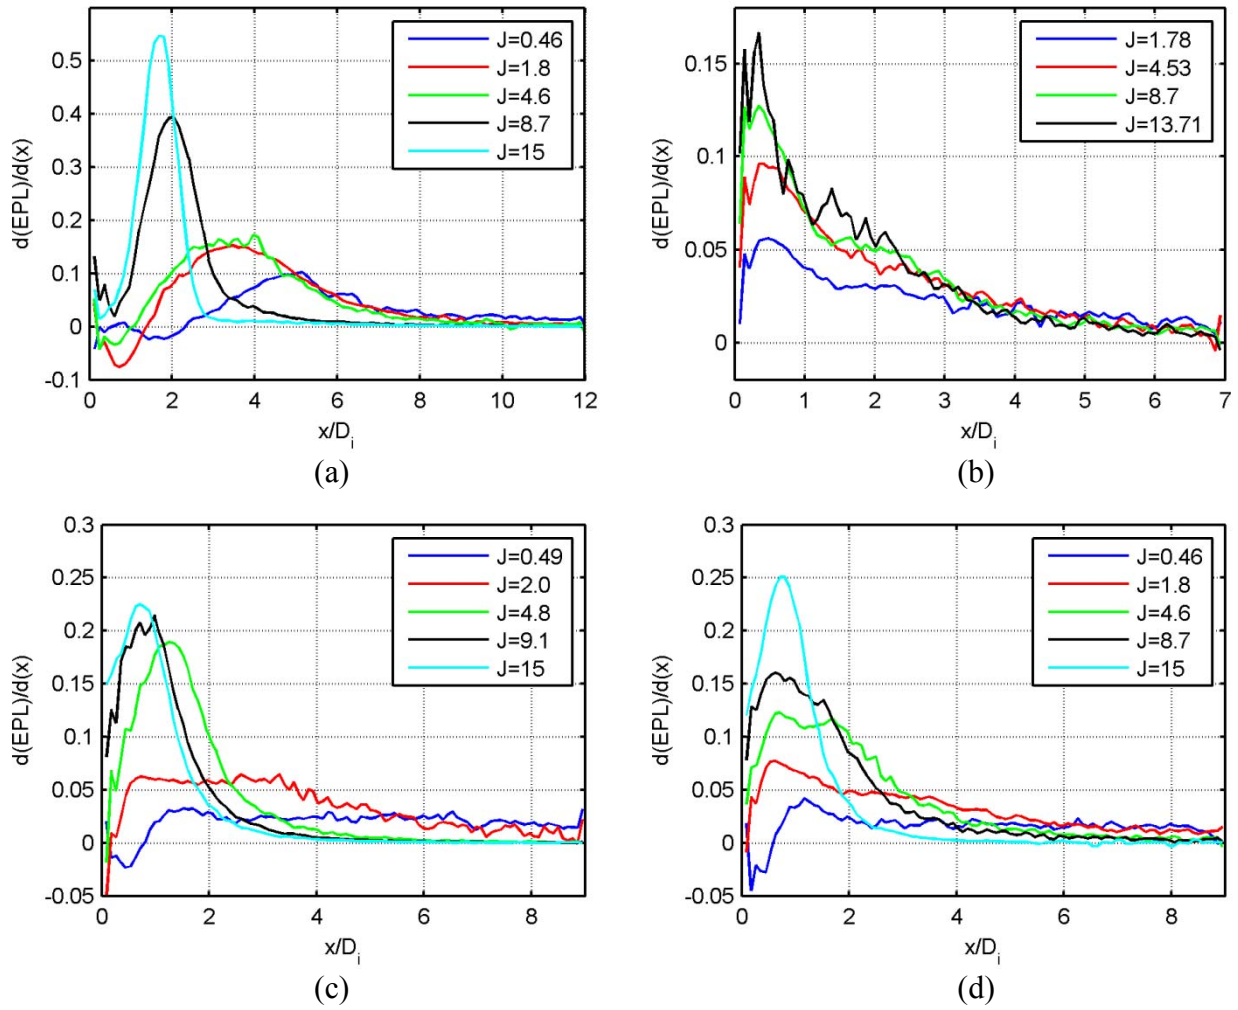 J=0.46
J=1.8
J=4.6
J=8.7
J=15
0.5
0.4
0.3
0.2
0.1
0
-0.1
d(EPL)/d(x)
0 2 4 6 8 10 12
x/Di
(a)
J=1.78
J=4.53
J=8.7
J=13.71
0.15
0.1
0.05
0
d(EPL)/d(x)
0 1 2 3 4 5 6 7
x/Di
(b)
J=0.49
J=2.0
J=4.8
J=9.1
J=15
0.3
0.25
0.2
0.15
0.1
0.05
0
-0.05
d(EPL)/d(x)
0 2 4 6 8
x/Di
(c)
J=0.46
J=1.8
J=4.6
J=8.7
J=15
0.3
0.25
0.2
0.15
0.1
0.05
0
-0.05
d(EPL)/d(x)
0 2 4 6 8
x/Di
(d)